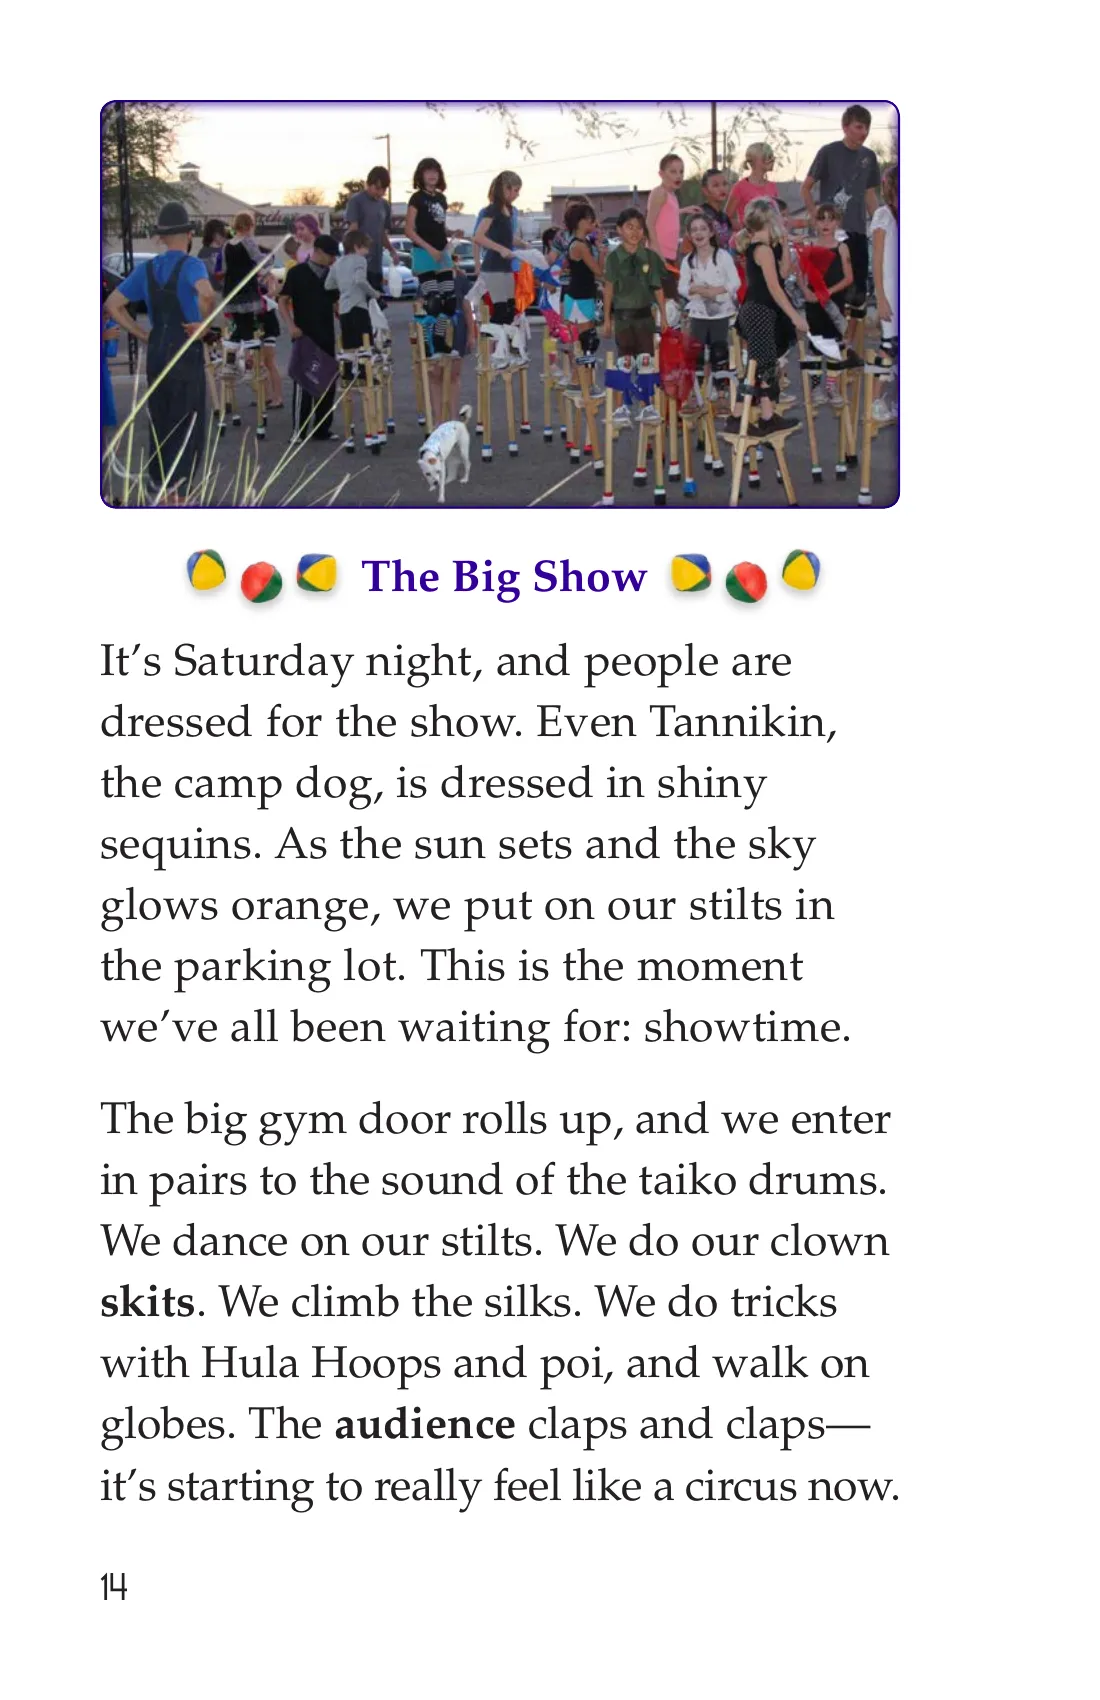 The Big Show
It’s Saturday night, and people are
dressed for the show. Even Tannikin,
the camp dog, is dressed in shiny
sequins. As the sun sets and the sky
glows orange, we put on our stilts in
the parking lot. This is the moment
we’ve all been waiting for: showtime.
The big gym door rolls up, and we enter
in pairs to the sound of the taiko drums.
We dance on our stilts. We do our clown
skits. We climb the silks. We do tricks
with Hula Hoops and poi, and walk on
globes. The audience claps and claps—
it’s starting to really feel like a circus now.
14